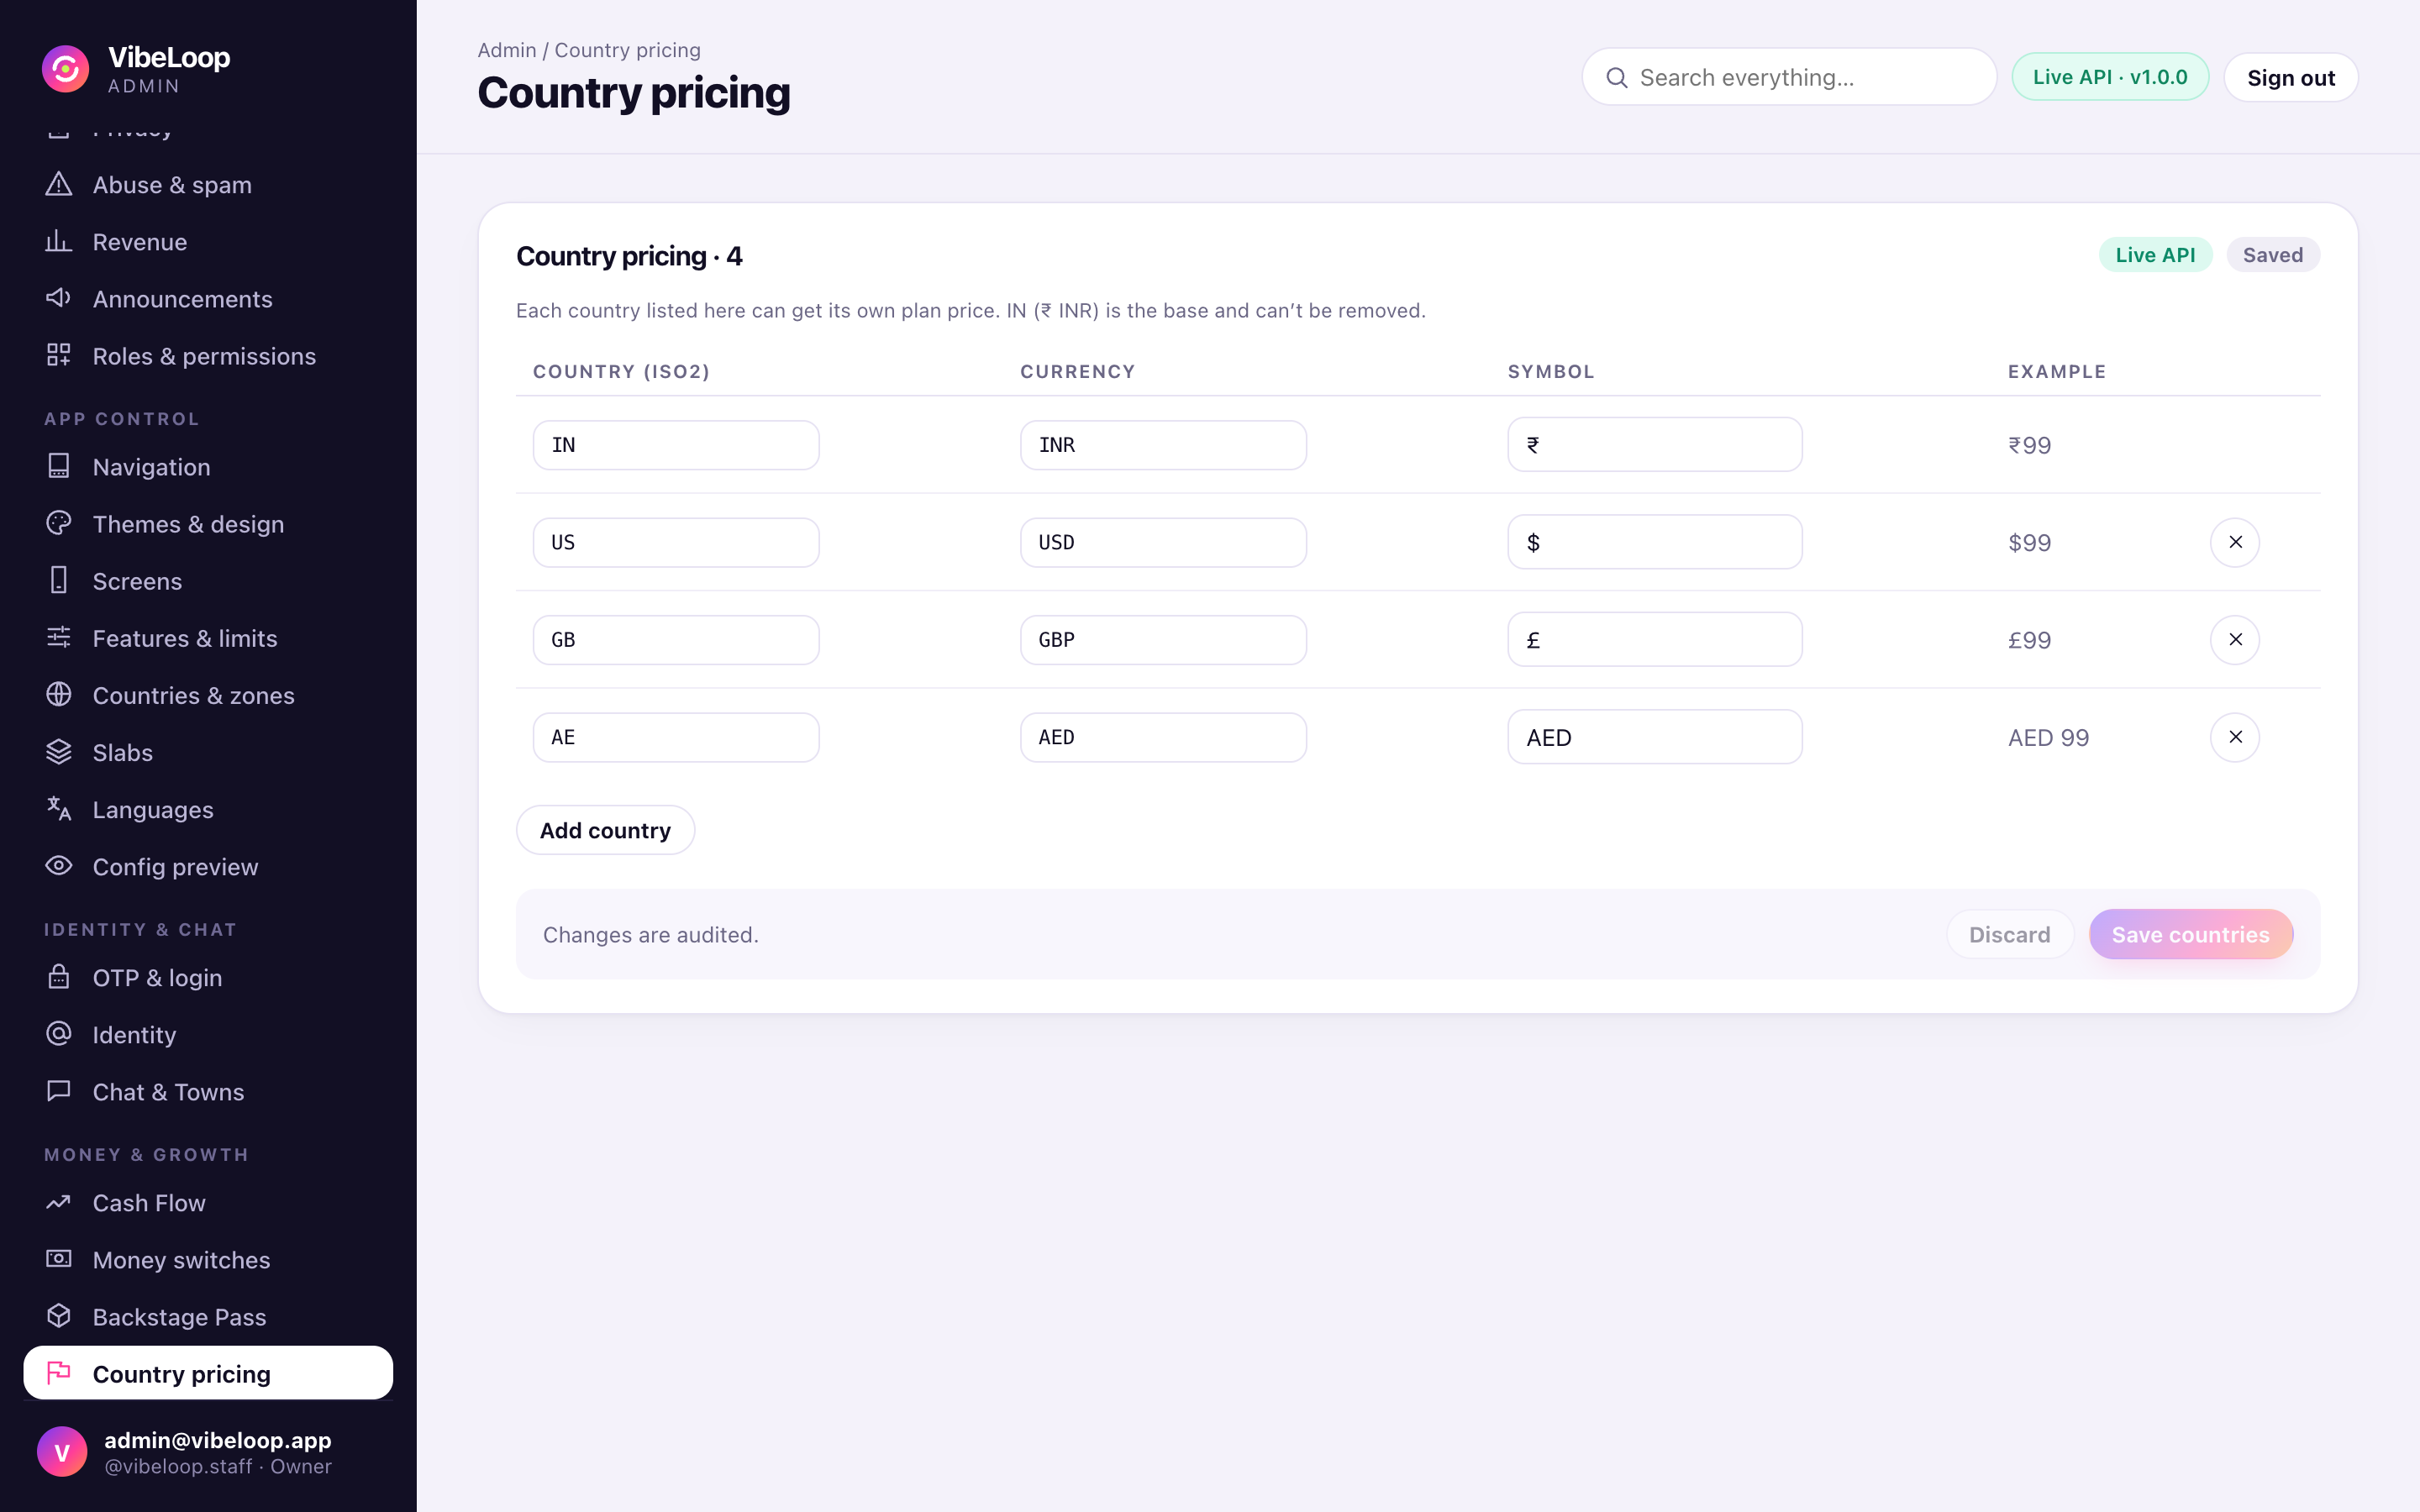 VibeLoop
ADMIN
Privacy
Abuse & spam
Revenue
Announcements
Roles & permissions
APP CONTROL
Navigation
Themes & design
Screens
Features & limits
Countries & zones
Slabs
Languages
Config preview
IDENTITY & CHAT
OTP & login
Identity
Chat & Towns
MONEY & GROWTH
Cash Flow
Money switches
Backstage Pass
Country pricing
V
admin@vibeloop.app
@vibeloop.staff · Owner
Admin / Country pricing
Country pricing
Search everything...
Live API · v1.0.0
Sign out
Country pricing · 4
Live API
Saved
Each country listed here can get its own plan price. IN (₹ INR) is the base and can’t be removed.
COUNTRY (ISO2) CURRENCY SYMBOL EXAMPLE
IN INR ₹ ₹99
US USD $ $99
GB GBP £ £99
AE AED AED AED 99
Add country
Changes are audited.
Discard
Save countries